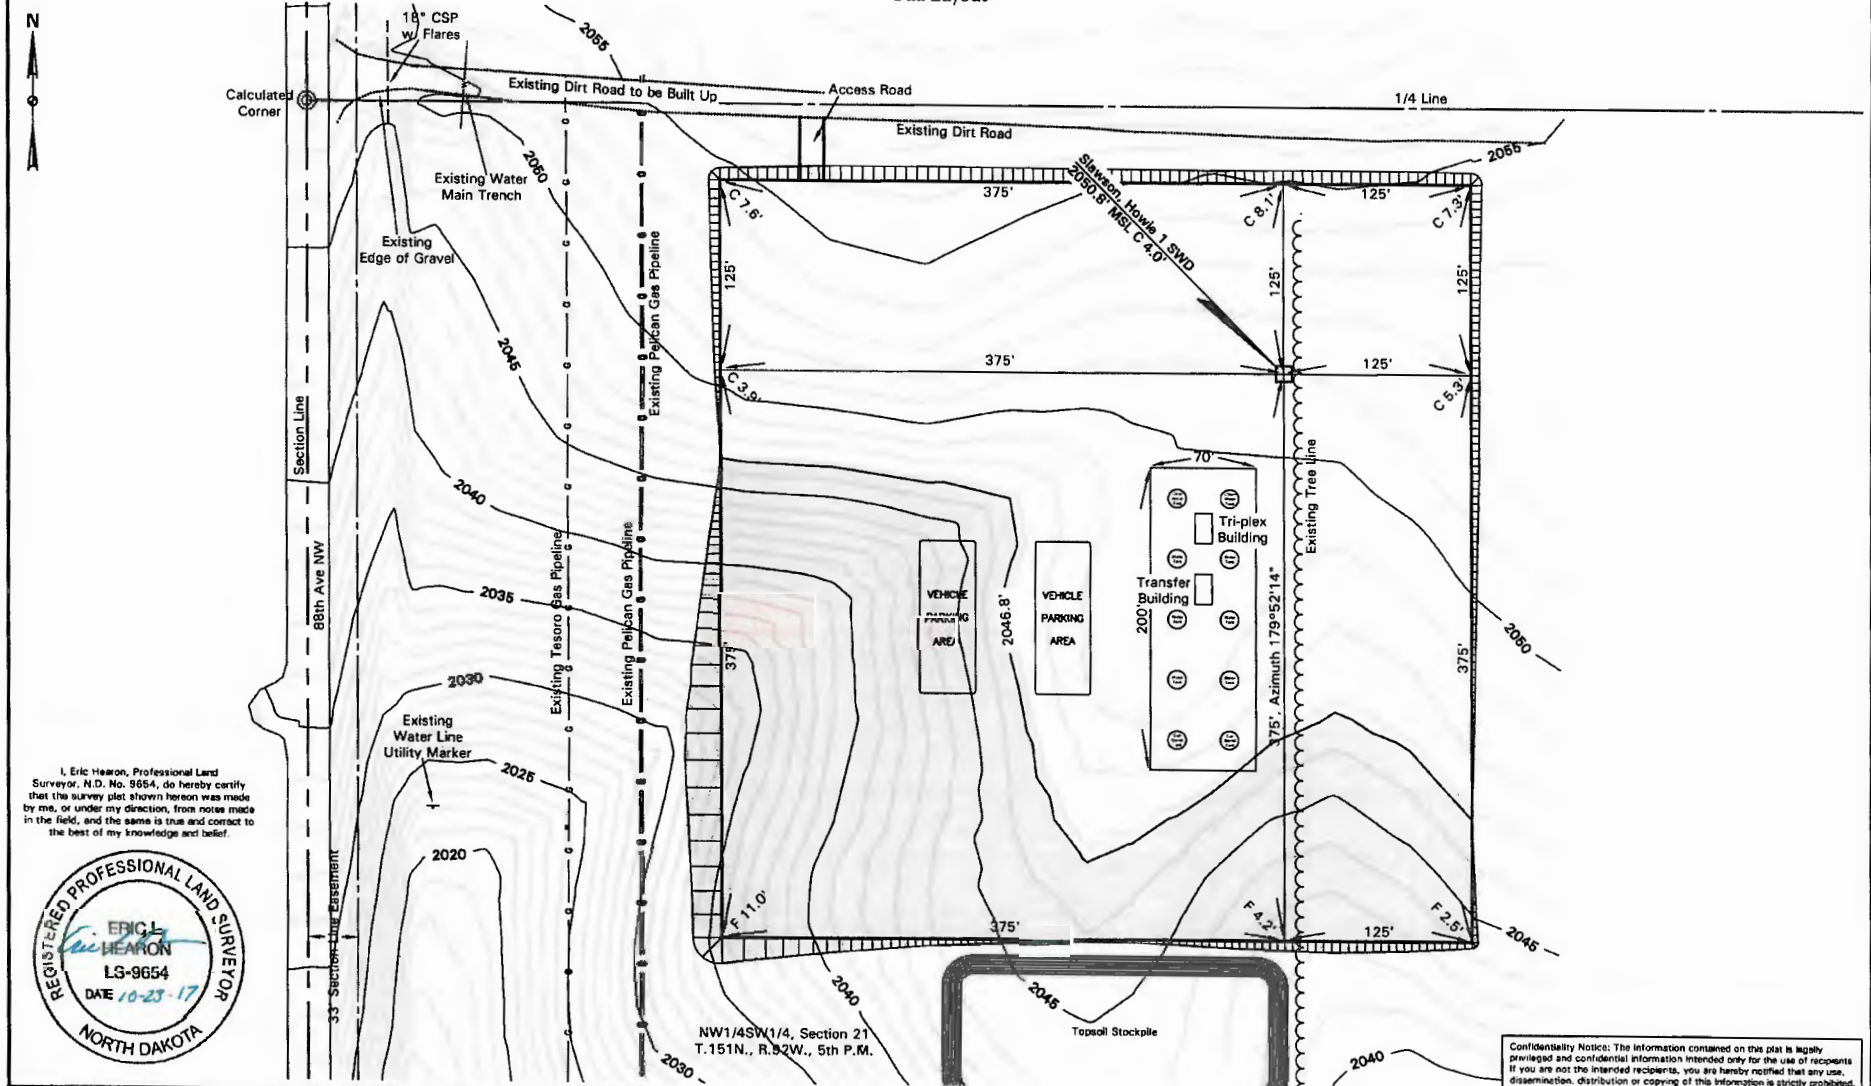 N
18" CSP
w/ Flares
2055
Calculated
Corner
Existing Dirt Road to be Built Up
Access Road
1/4 Line
Existing Dirt Road
2055
Existing Water
Main Trench
2050
Slawson, Howie 1 SWD
2050.8' MSL C 4.0'
375'
125'
C 7.6'
C 8.1'
C 7.3'
Existing
Edge of Gravel
Existing Pelican Gas Pipeline
125'
125'
125'
2045
375'
125'
C 3.9'
C 5.3'
Section Line
70'
2040
Existing Tree Line
Tri-plex
Building
88th Ave NW
Existing Tesoro Gas Pipeline
Existing Pelican Gas Pipeline
2035
Transfer
Building
VEHICLE
PARKING
AREA
VEHICLE
PARKING
AREA
2046.8'
200'
375', Azimuth 179°52'14"
2050
375'
375'
2030
Existing
Water Line
Utility Marker
2025
I, Eric Hearon, Professional Land
Surveyor, N.D. No. 9654, do hereby certify
that the survey plat shown hereon was made
by me, or under my direction, from notes made
in the field, and the same is true and correct to
the best of my knowledge and belief.
2020
REGISTERED PROFESSIONAL LAND SURVEYOR
ERIC L.
HEARON
LS-9654
DATE 10-23-17
NORTH DAKOTA
33' Section Line Easement
F 11.0'
375'
F 4.2'
125'
F 2.5'
2045
2040
2045
NW1/4SW1/4, Section 21
T.151N., R.92W., 5th P.M.
Topsoil Stockpile
2030
2040
Confidentiality Notice: The information contained on this plat is legally
privileged and confidential information intended only for the use of recipients
If you are not the intended recipients, you are hereby notified that any use,
dissemination, distribution or copying of this information is strictly prohibited.